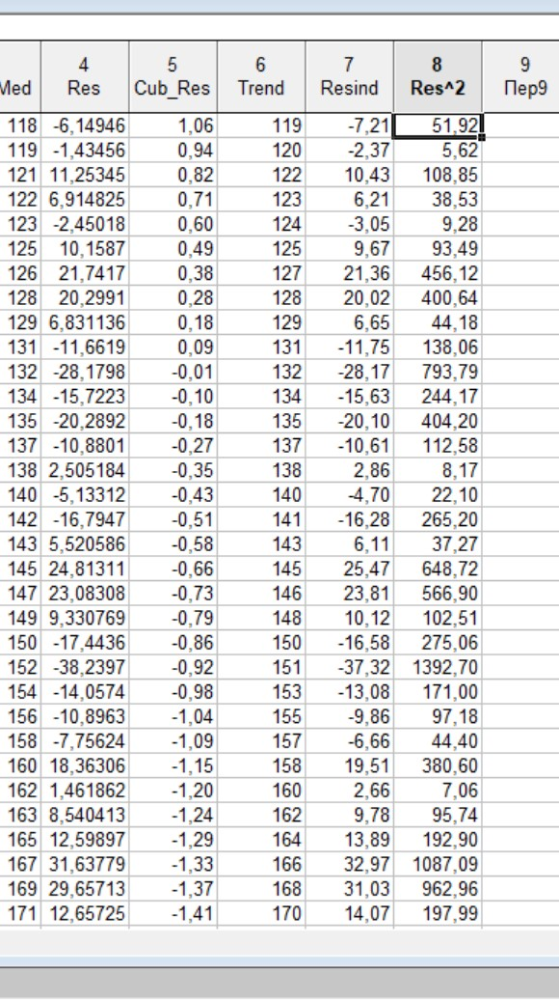 4 5 6 7 8 9
Med Res Cub_Res Trend Resind Res^2 Пер9
118 -6,14946 1,06 119 -7,21 51,92
119 -1,43456 0,94 120 -2,37 5,62
121 11,25345 0,82 122 10,43 108,85
122 6,914825 0,71 123 6,21 38,53
123 -2,45018 0,60 124 -3,05 9,28
125 10,1587 0,49 125 9,67 93,49
126 21,7417 0,38 127 21,36 456,12
128 20,2991 0,28 128 20,02 400,64
129 6,831136 0,18 129 6,65 44,18
131 -11,6619 0,09 131 -11,75 138,06
132 -28,1798 -0,01 132 -28,17 793,79
134 -15,7223 -0,10 134 -15,63 244,17
135 -20,2892 -0,18 135 -20,10 404,20
137 -10,8801 -0,27 137 -10,61 112,58
138 2,505184 -0,35 138 2,86 8,17
140 -5,13312 -0,43 140 -4,70 22,10
142 -16,7947 -0,51 141 -16,28 265,20
143 5,520586 -0,58 143 6,11 37,27
145 24,81311 -0,66 145 25,47 648,72
147 23,08308 -0,73 146 23,81 566,90
149 9,330769 -0,79 148 10,12 102,51
150 -17,4436 -0,86 150 -16,58 275,06
152 -38,2397 -0,92 151 -37,32 1392,70
154 -14,0574 -0,98 153 -13,08 171,00
156 -10,8963 -1,04 155 -9,86 97,18
158 -7,75624 -1,09 157 -6,66 44,40
160 18,36306 -1,15 158 19,51 380,60
162 1,461862 -1,20 160 2,66 7,06
163 8,540413 -1,24 162 9,78 95,74
165 12,59897 -1,29 164 13,89 192,90
167 31,63779 -1,33 166 32,97 1087,09
169 29,65713 -1,37 168 31,03 962,96
171 12,65725 -1,41 170 14,07 197,99